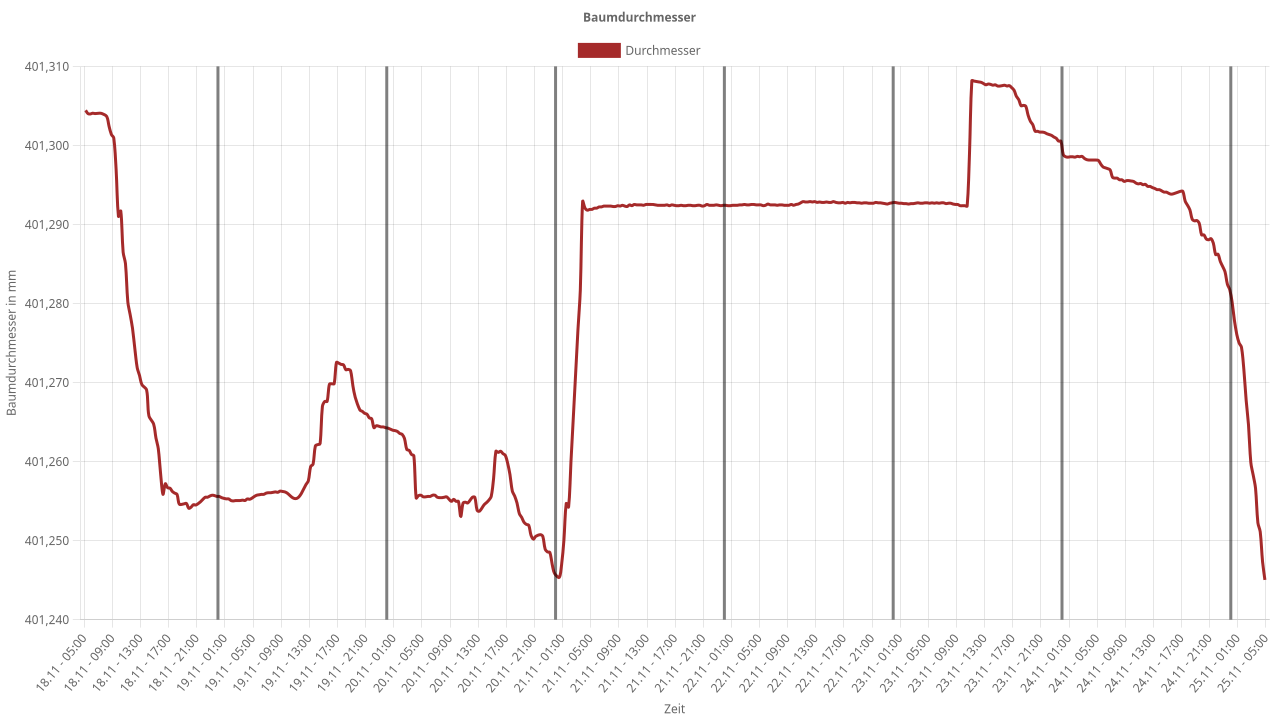 Baumdurchmesser
Durchmesser
Baumdurchmesser in mm
401,310
401,300
401,290
401,280
401,270
401,260
401,250
401,240
18.11 - 05:00
18.11 - 09:00
18.11 - 13:00
18.11 - 17:00
18.11 - 21:00
19.11 - 01:00
19.11 - 05:00
19.11 - 09:00
19.11 - 13:00
19.11 - 17:00
19.11 - 21:00
20.11 - 01:00
20.11 - 05:00
20.11 - 09:00
20.11 - 13:00
20.11 - 17:00
20.11 - 21:00
21.11 - 01:00
21.11 - 05:00
21.11 - 09:00
21.11 - 13:00
21.11 - 17:00
21.11 - 21:00
22.11 - 01:00
22.11 - 05:00
22.11 - 09:00
22.11 - 13:00
22.11 - 17:00
22.11 - 21:00
23.11 - 01:00
23.11 - 05:00
23.11 - 09:00
23.11 - 13:00
23.11 - 17:00
23.11 - 21:00
24.11 - 01:00
24.11 - 05:00
24.11 - 09:00
24.11 - 13:00
24.11 - 17:00
24.11 - 21:00
25.11 - 01:00
25.11 - 05:00
Zeit